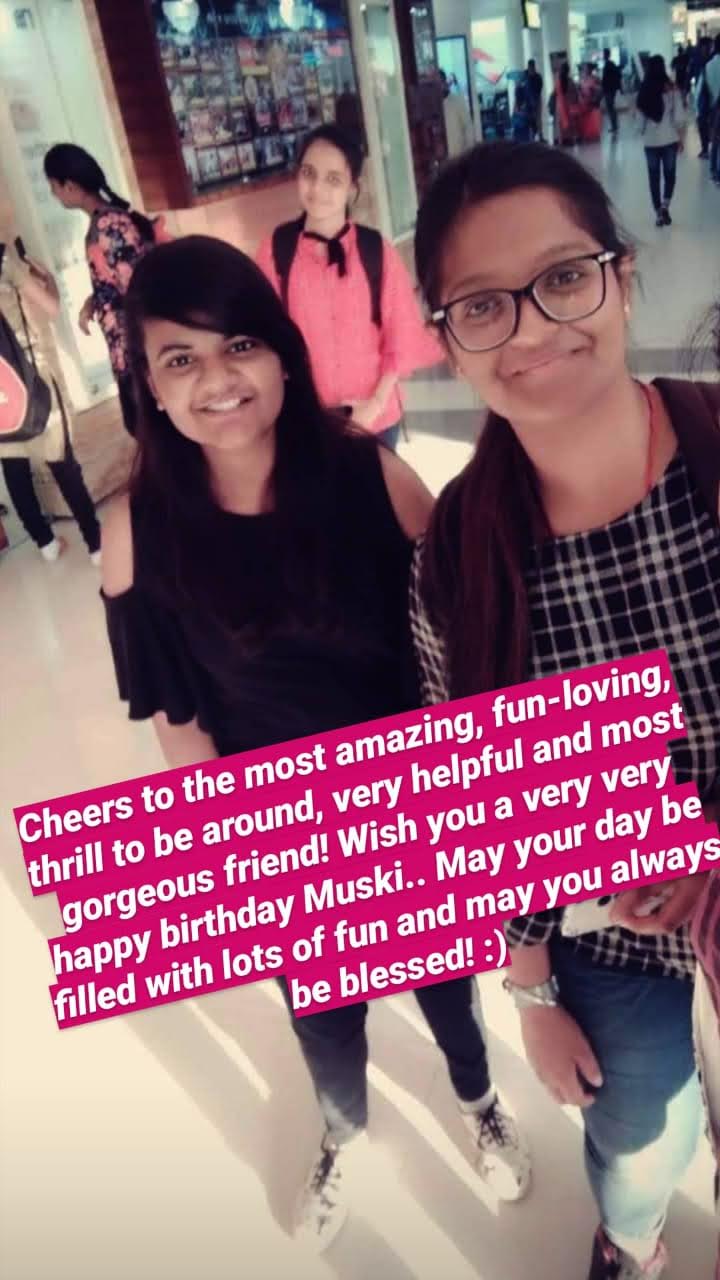 Cheers to the most amazing, fun-loving,
thrill to be around, very helpful and most
gorgeous friend! Wish you a very very
happy birthday Muski.. May your day be
filled with lots of fun and may you always
be blessed! :)